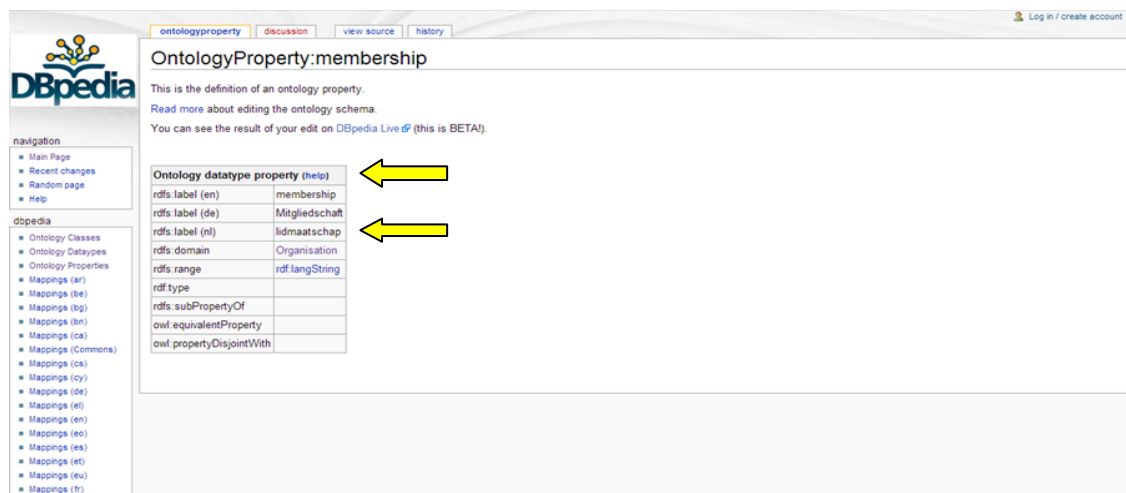 Log in / create account
ontologyproperty discussion view source history
DBpedia
OntologyProperty:membership
This is the definition of an ontology property.
Read more about editing the ontology schema.
You can see the result of your edit on DBpedia Live (this is BETA!).
navigation
Main Page
Recent changes
Random page
Help
dbpedia
Ontology Classes
Ontology Datatypes
Ontology Properties
Mappings (ar)
Mappings (be)
Mappings (bg)
Mappings (bn)
Mappings (ca)
Mappings (Commons)
Mappings (cs)
Mappings (cy)
Mappings (de)
Mappings (el)
Mappings (en)
Mappings (eo)
Mappings (es)
Mappings (et)
Mappings (eu)
Mappings (fr)
Ontology datatype property (help)
rdfs:label (en) membership
rdfs:label (de) Mitgliedschaft
rdfs:label (nl) lidmaatschap
rdfs:domain Organisation
rdfs:range rdf:langString
rdf:type
rdfs:subPropertyOf
owl:equivalentProperty
owl:propertyDisjointWith